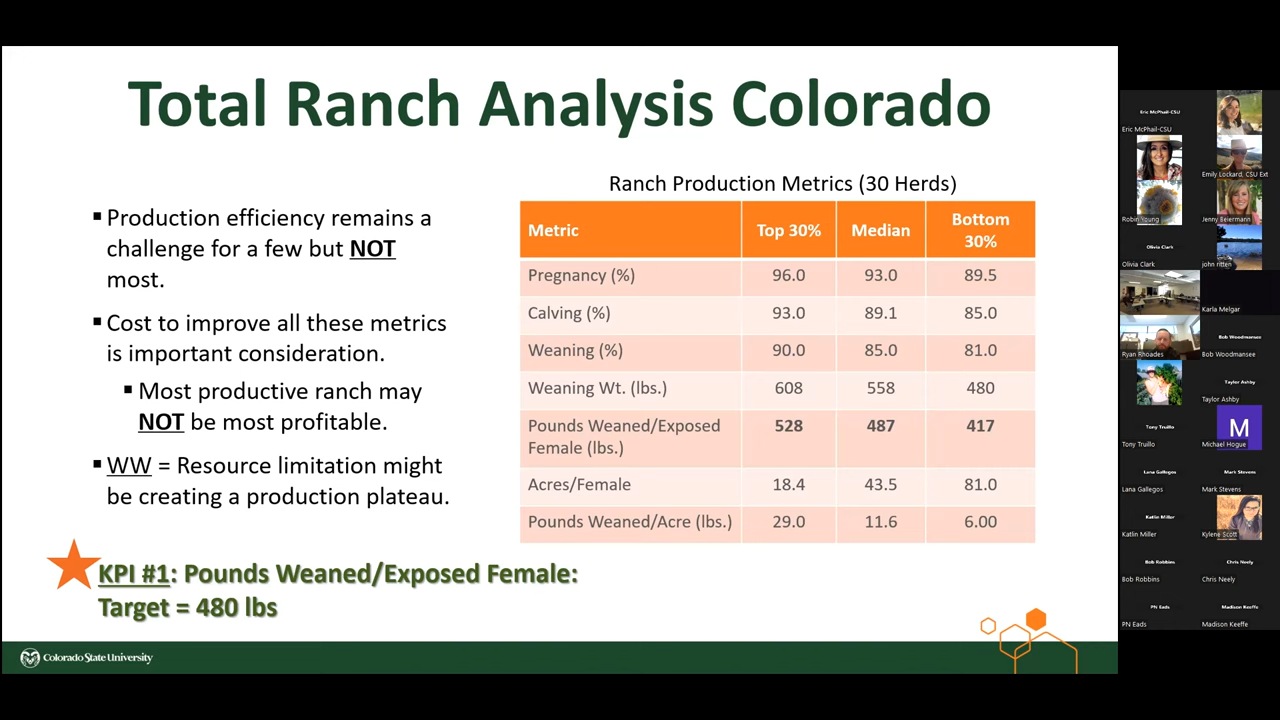 Total Ranch Analysis Colorado
▪ Production efficiency remains a
challenge for a few but NOT
most.
▪ Cost to improve all these metrics
is important consideration.
▪ Most productive ranch may
NOT be most profitable.
▪ WW = Resource limitation might
be creating a production plateau.
Ranch Production Metrics (30 Herds)
Metric Top 30% Median Bottom
30%
Pregnancy (%) 96.0 93.0 89.5
Calving (%) 93.0 89.1 85.0
Weaning (%) 90.0 85.0 81.0
Weaning Wt. (lbs.) 608 558 480
Pounds Weaned/Exposed 528 487 417
Female (lbs.)
Acres/Female 18.4 43.5 81.0
Pounds Weaned/Acre (lbs.) 29.0 11.6 6.00
KPI #1: Pounds Weaned/Exposed Female:
Target = 480 lbs
Colorado State University
Eric McPhail-CSU
Eric McPhail-CSU
Emily Lockard, CSU Ext
Robin Young
Jenny Beiermann
Olivia Clark
Olivia Clark
john ritten
Karla Melgar
Ryan Rhoades
Bob Woodmansee
Bob Woodmansee
Taylor Ashby
Taylor Ashby
Tony Truillo
Tony Truillo
M
Michael Hogue
Lana Gallegos
Lana Gallegos
Mark Stevens
Mark Stevens
Katlin Miller
Katlin Miller
Kylene Scott
Bob Robbins
Bob Robbins
Chris Neely
Chris Neely
PN Eads
PN Eads
Madison Keeffe
Madison Keeffe